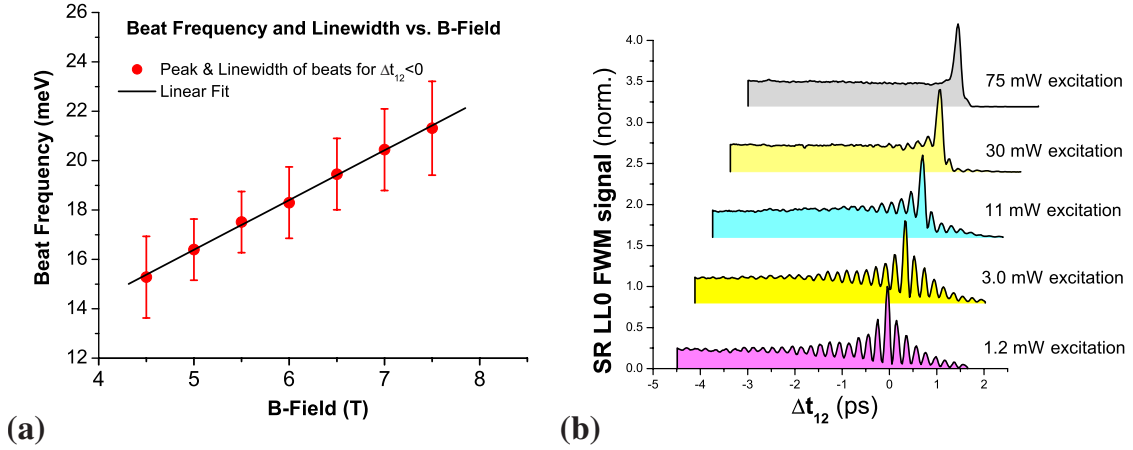 Beat Frequency and Linewidth vs. B-Field
Peak & Linewidth of beats for Δt12<0
Linear Fit
26
24
22
20
18
16
14
12
4
5
6
7
8
Beat Frequency (meV)
B-Field (T)
(a)
4.0
3.5
3.0
2.5
2.0
1.5
1.0
0.5
0.0
-5
-4
-3
-2
-1
0
1
2
SR LL0 FWM signal (norm.)
75 mW excitation
30 mW excitation
11 mW excitation
3.0 mW excitation
1.2 mW excitation
Δt12 (ps)
(b)